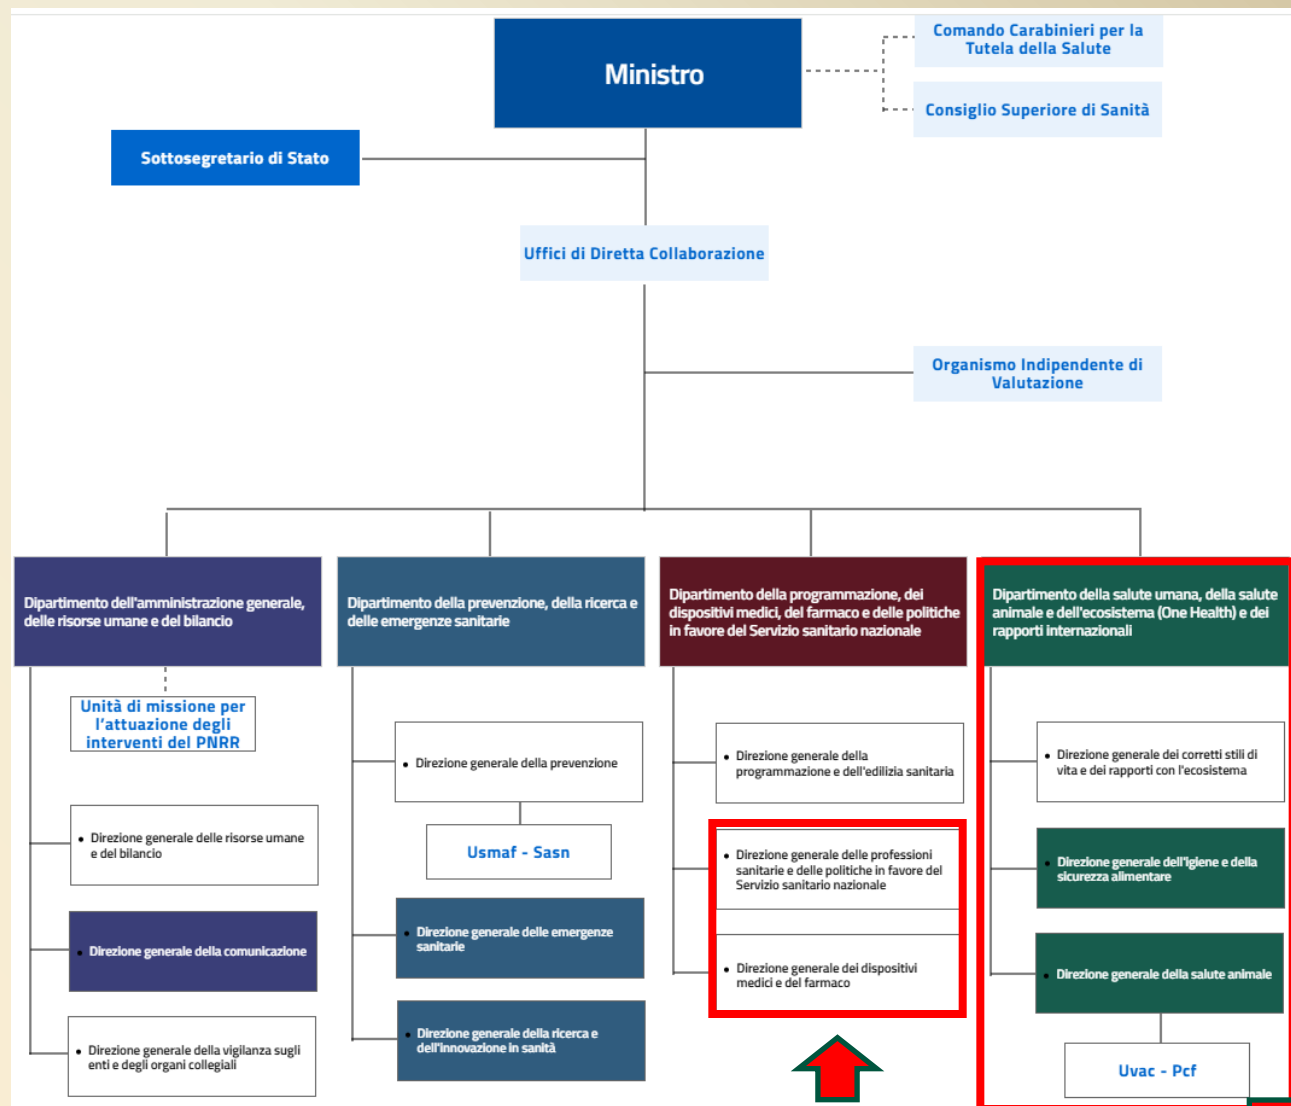 Ministro
Comando Carabinieri per la
Tutela della Salute
Consiglio Superiore di Sanità
Sottosegretario di Stato
Uffici di Diretta Collaborazione
Organismo Indipendente di
Valutazione
Dipartimento dell'amministrazione generale,
delle risorse umane e del bilancio
Unità di missione per
l'attuazione degli
interventi del PNRR
• Direzione generale delle risorse umane
e del bilancio
• Direzione generale della comunicazione
• Direzione generale della vigilanza sugli
enti e degli organi collegiali
Dipartimento della prevenzione, della ricerca e
delle emergenze sanitarie
• Direzione generale della prevenzione
Usmaf - Sasn
• Direzione generale delle emergenze
sanitarie
• Direzione generale della ricerca e
dell'innovazione in sanità
Dipartimento della programmazione, dei
dispositivi medici, del farmaco e delle politiche
in favore del Servizio sanitario nazionale
• Direzione generale della
programmazione e dell'edilizia sanitaria
• Direzione generale delle professioni
sanitarie e delle politiche in favore del
Servizio sanitario nazionale
• Direzione generale dei dispositivi
medici e del farmaco
Dipartimento della salute umana, della salute
animale e dell'ecosistema (One Health) e dei
rapporti internazionali
• Direzione generale dei corretti stili di
vita e dei rapporti con l'ecosistema
• Direzione generale dell'igiene e della
sicurezza alimentare
• Direzione generale della salute animale
Uvac - Pcf